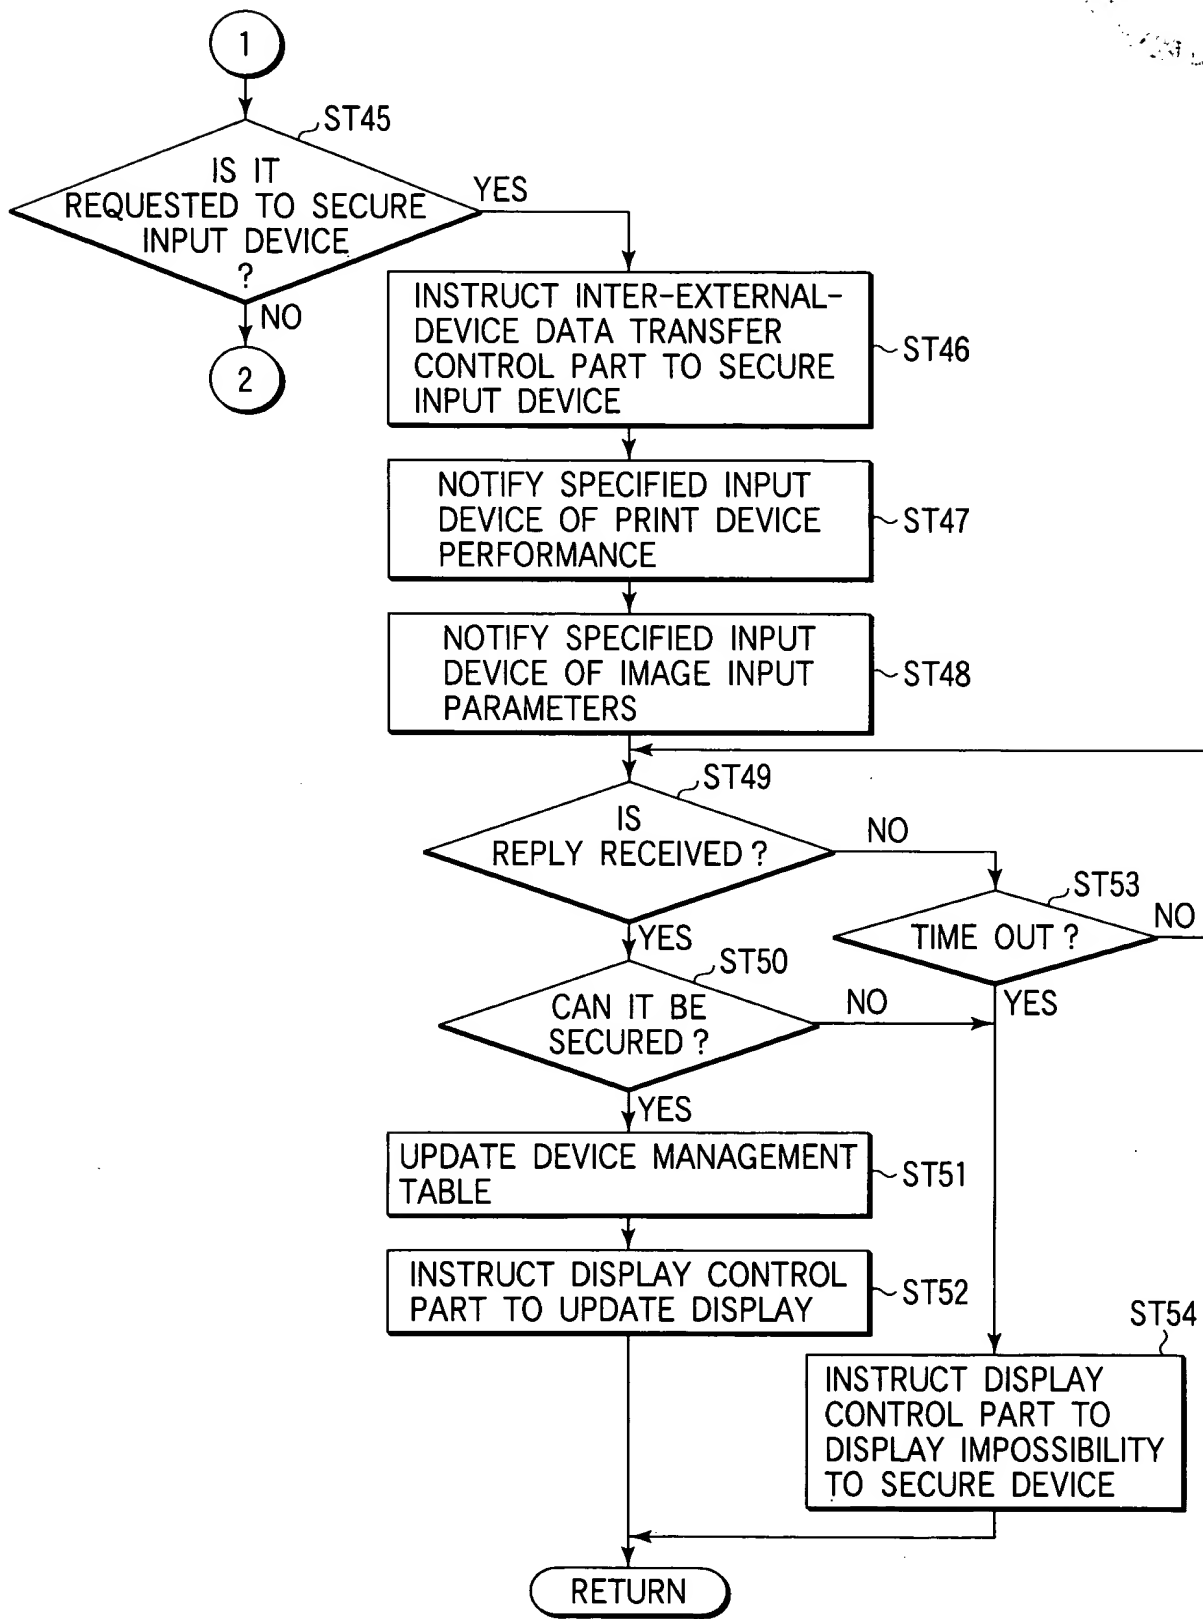 1
ST45
IS IT
REQUESTED TO SECURE
INPUT DEVICE
?
YES
NO
2
INSTRUCT INTER-EXTERNAL-
DEVICE DATA TRANSFER
CONTROL PART TO SECURE
INPUT DEVICE
ST46
NOTIFY SPECIFIED INPUT
DEVICE OF PRINT DEVICE
PERFORMANCE
ST47
NOTIFY SPECIFIED INPUT
DEVICE OF IMAGE INPUT
PARAMETERS
ST48
ST49
IS
REPLY RECEIVED ?
NO
YES
ST53
TIME OUT ?
NO
YES
ST50
CAN IT BE
SECURED ?
NO
YES
UPDATE DEVICE MANAGEMENT
TABLE
ST51
INSTRUCT DISPLAY CONTROL
PART TO UPDATE DISPLAY
ST52
ST54
INSTRUCT DISPLAY
CONTROL PART TO
DISPLAY IMPOSSIBILITY
TO SECURE DEVICE
RETURN